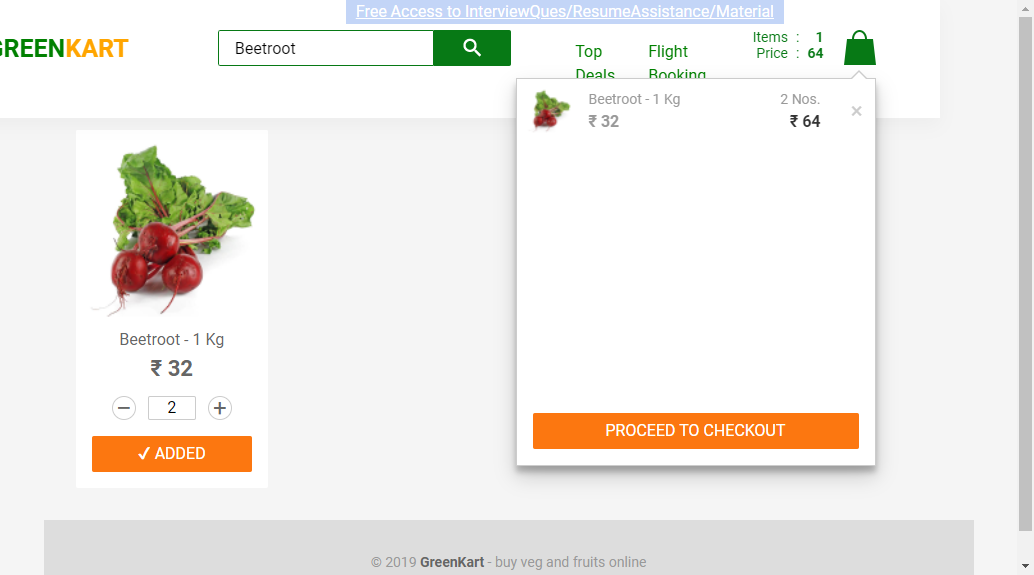 Free Access to InterviewQues/ResumeAssistance/Material
GREENKART
Beetroot
Top Deals
Flight Booking
Items : 1
Price : 64
Beetroot - 1 Kg
₹ 32
2 Nos.
₹ 64
×
PROCEED TO CHECKOUT
Beetroot - 1 Kg
₹ 32
− 2 +
✓ ADDED
© 2019 GreenKart - buy veg and fruits online